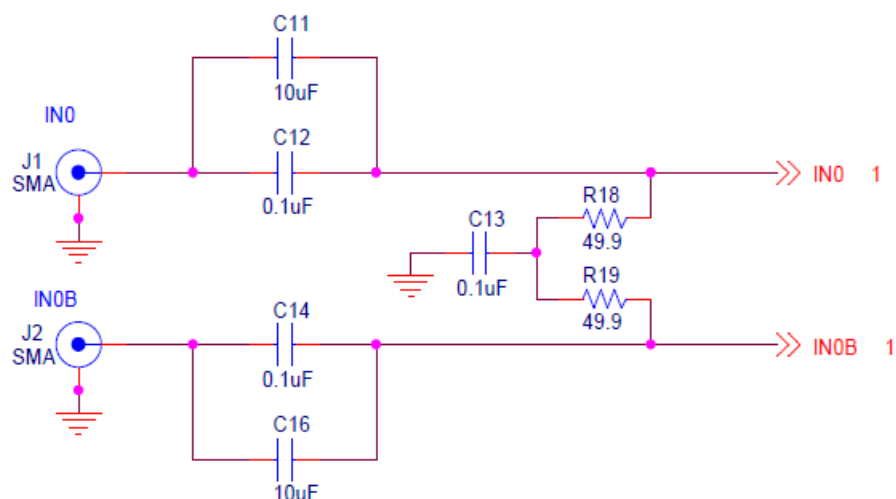 C11
10uF
IN0
C12
J1
SMA
0.1uF
IN0 1
R18
49.9
C13
0.1uF
R19
49.9
IN0B
C14
J2
SMA
0.1uF
IN0B 1
C16
10uF